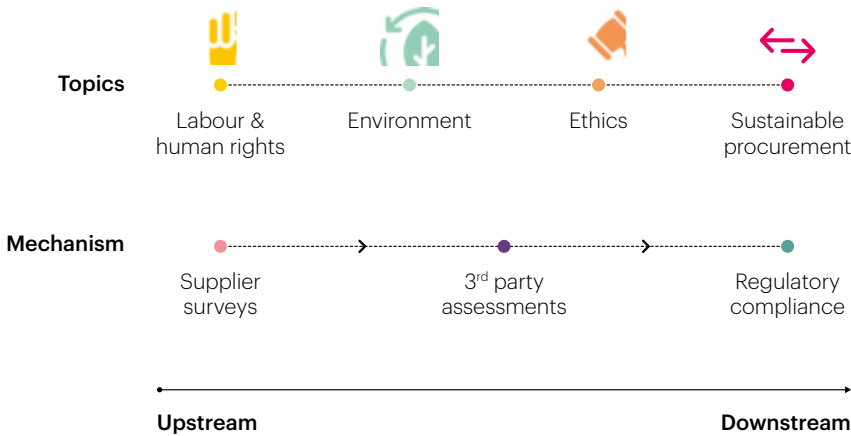 Topics
Labour &
human rights
Environment
Ethics
Sustainable
procurement
Mechanism
Supplier
surveys
3rd party
assessments
Regulatory
compliance
Upstream
Downstream